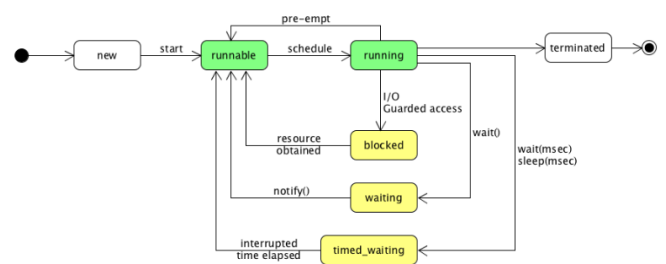 pre-empt
start
schedule
new
runnable
running
terminated
I/O
Guarded access
wait()
resource
obtained
blocked
wait(msec)
sleep(msec)
notify()
waiting
interrupted
time elapsed
timed_waiting